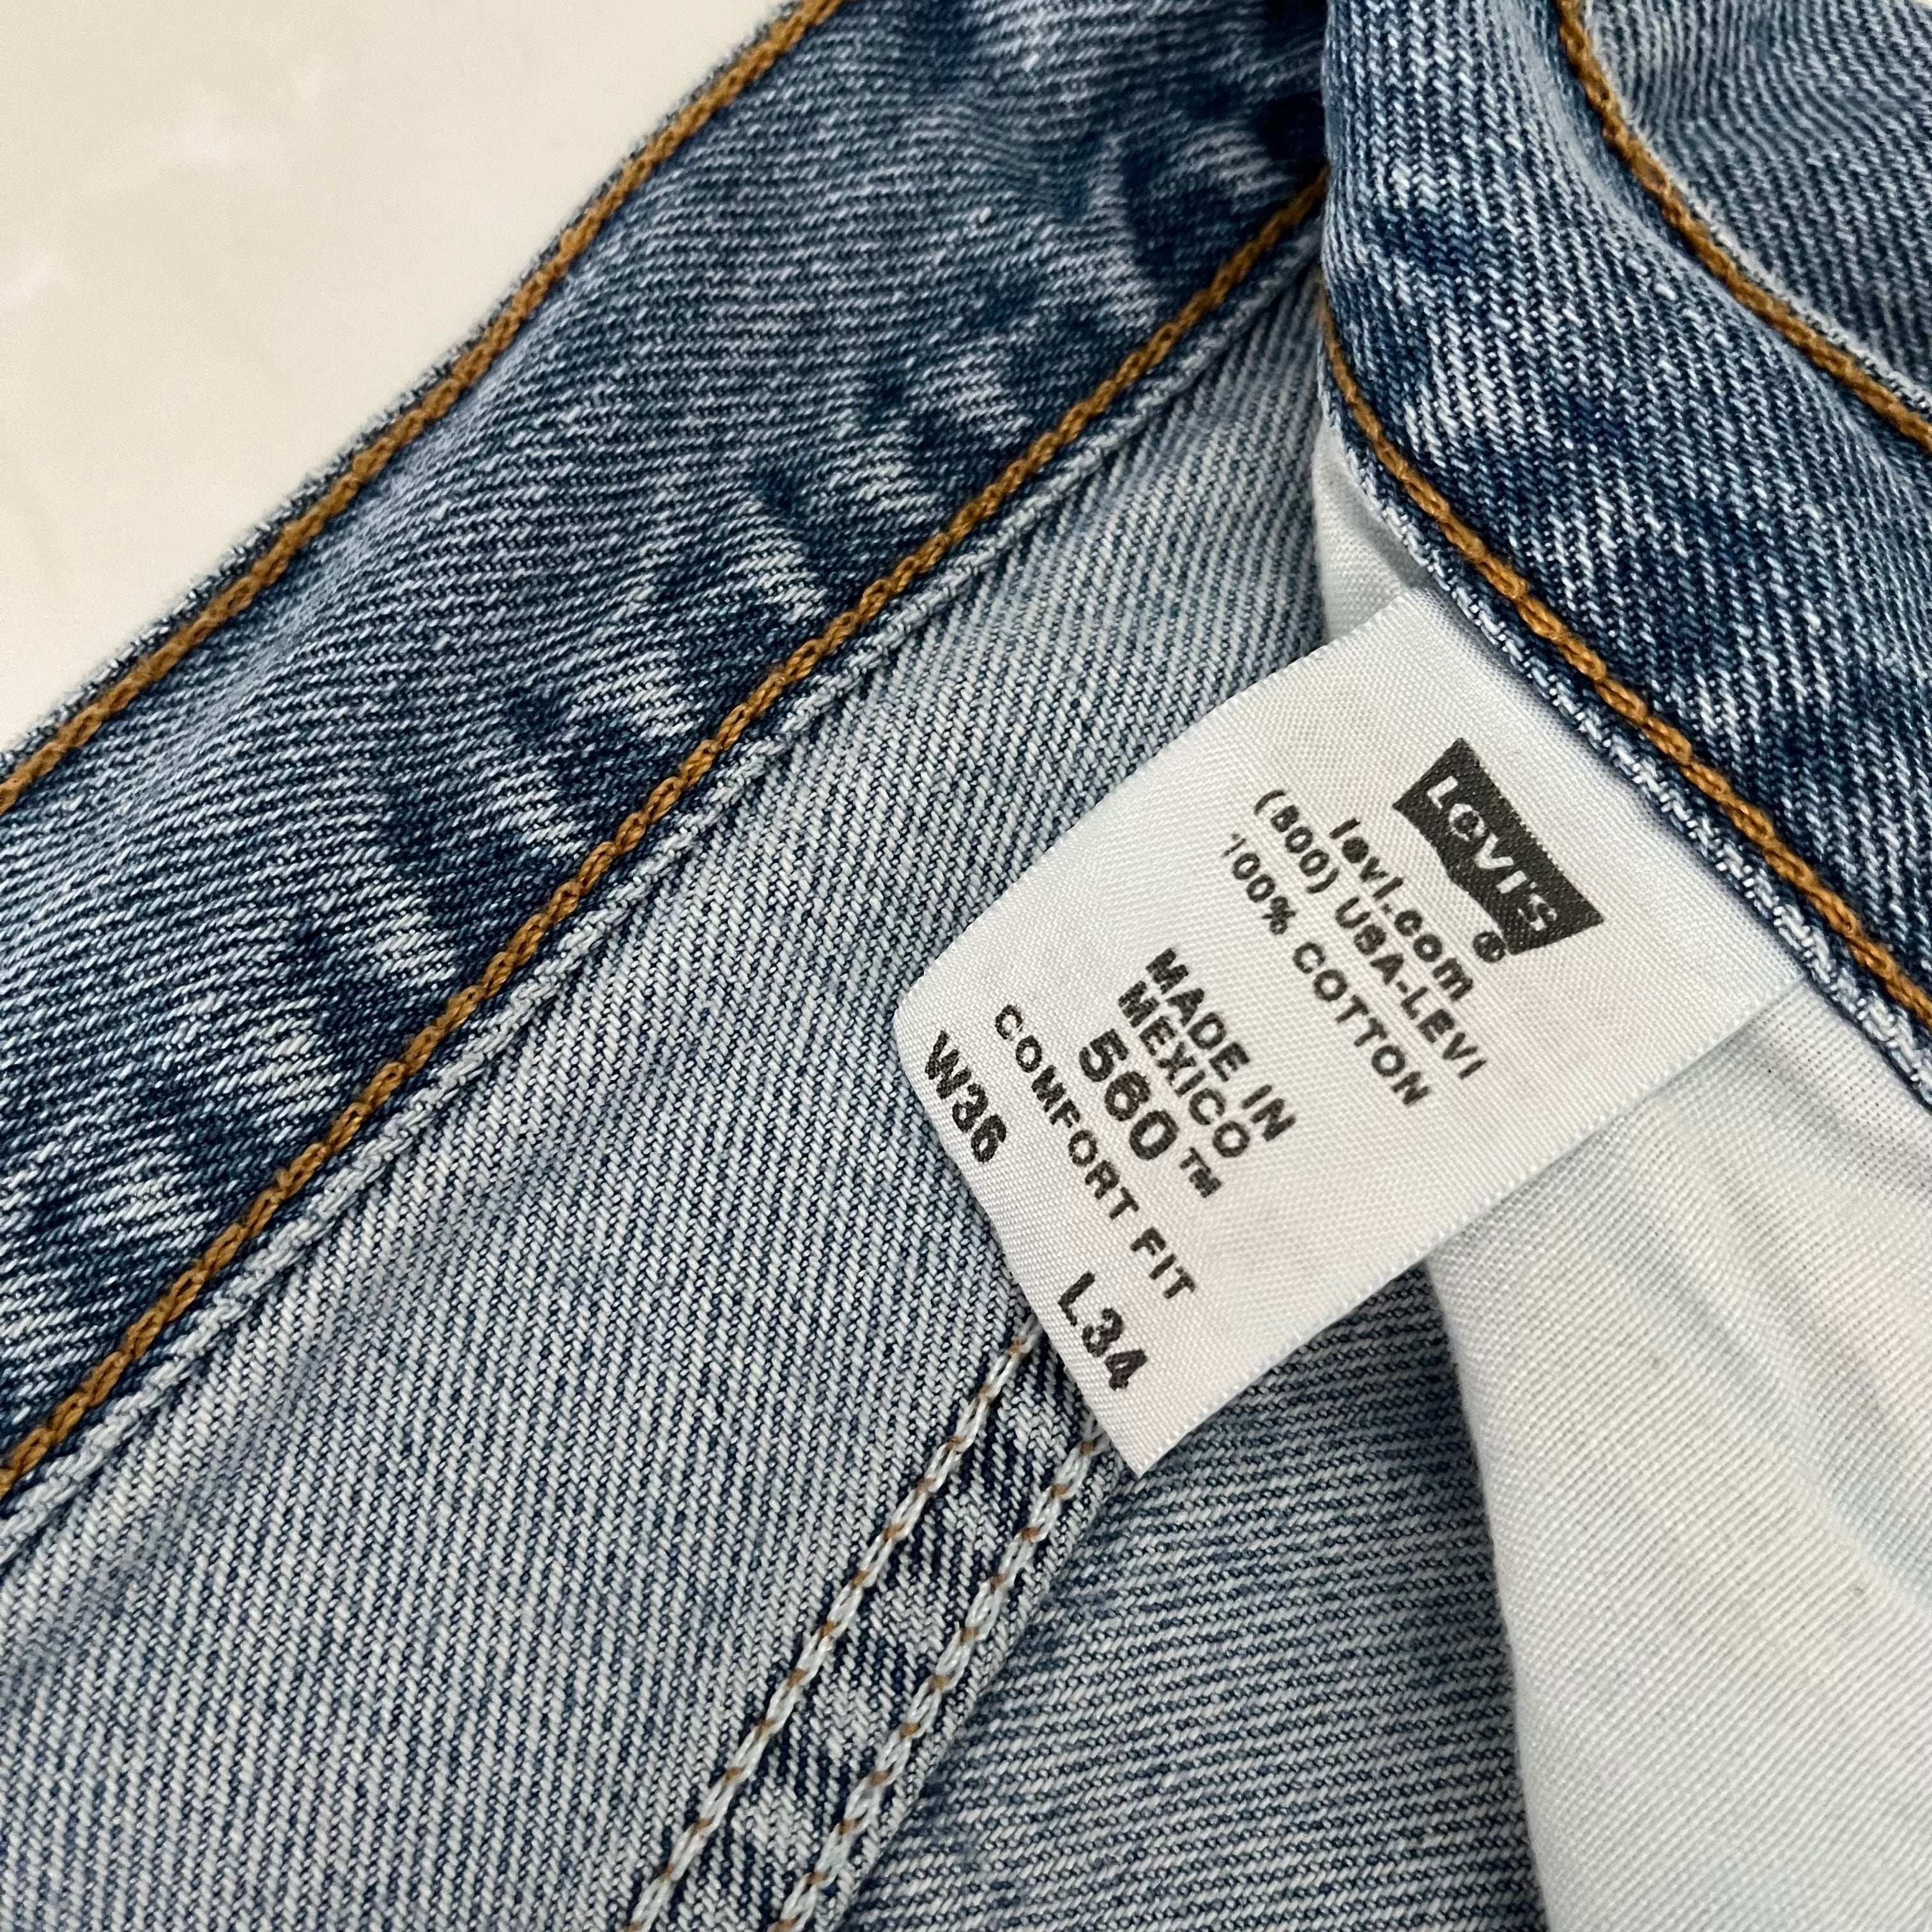 Levi's®
levi.com
(800) USA-LEVI
100% COTTON
MADE IN
MEXICO
560™
COMFORT FIT
W36 L34